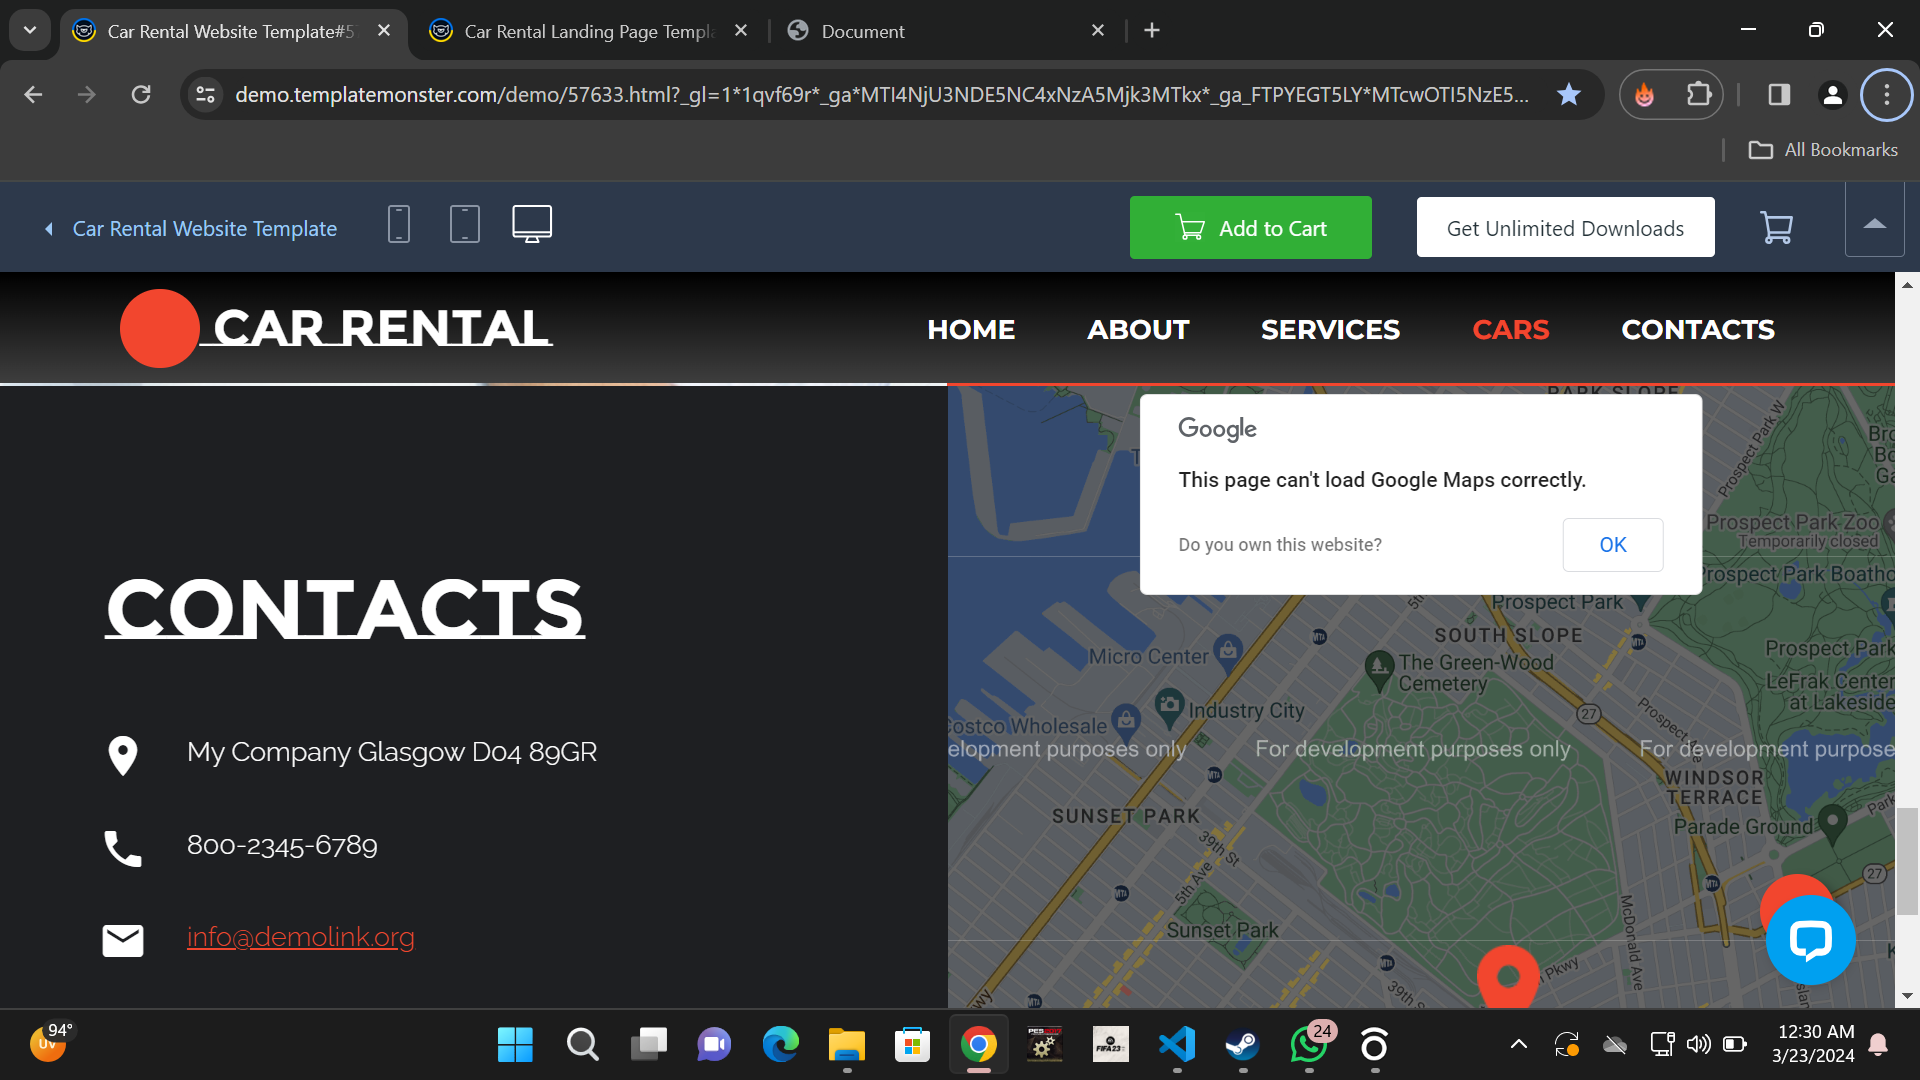 Car Rental Website Template#5
Car Rental Landing Page Templa
Document
demo.templatemonster.com/demo/57633.html?_gl=1*1qvf69r*_ga*MTI4NjU3NDE5NC4xNzA5Mjk3MTkx*_ga_FTPYEGT5LY*MTcwOTI5NzE5...
All Bookmarks
Car Rental Website Template
Add to Cart
Get Unlimited Downloads
CAR RENTAL
HOME
ABOUT
SERVICES
CARS
CONTACTS
CONTACTS
My Company Glasgow D04 89GR
800-2345-6789
info@demolink.org
PARK SLOPE
Google
This page can't load Google Maps correctly.
Do you own this website?
OK
Prospect Park W
Prospect Park Zoo
Temporarily closed
Prospect Park Boatho
Prospect Park
SOUTH SLOPE
Micro Center
The Green-Wood
Cemetery
Prospect Park
LeFrak Center
at Lakeside
Industry City
27
Costco Wholesale
elopment purposes only
For development purposes only
For development purpose
WINDSOR
TERRACE
SUNSET PARK
Parade Ground
39th St
5th Ave
27
McDonald Ave
Sunset Park
Pkwy
39th S
94°
UV
PES
FIFA 23
24
12:30 AM
3/23/2024